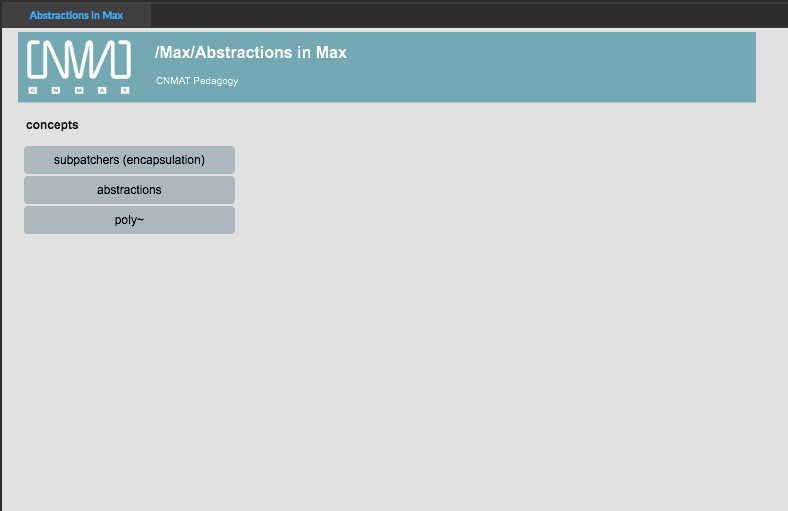 Abstractions in Max
CNMAT
/Max/Abstractions in Max
C N M A T
CNMAT Pedagogy
concepts
subpatchers (encapsulation)
abstractions
poly~